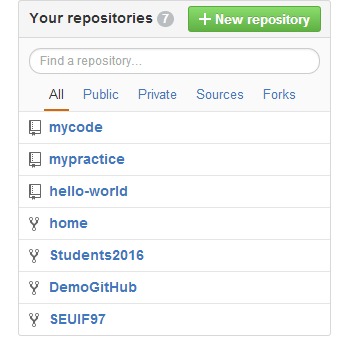 Your repositories 7 + New repository
Find a repository...
All Public Private Sources Forks
mycode
mypractice
hello-world
home
Students2016
DemoGitHub
SEUIF97